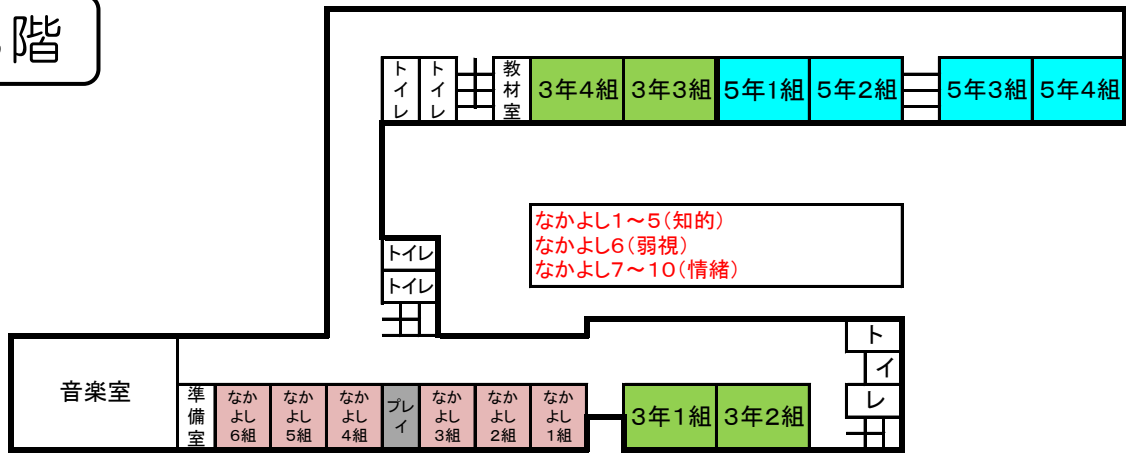 階
トイレ
トイレ
教材室
3年4組
3年3組
5年1組
5年2組
5年3組
5年4組
なかよし1～5(知的)
なかよし6(弱視)
なかよし7～10(情緒)
トイレ
トイレ
トイレ
音楽室
準備室
なかよし6組
なかよし5組
なかよし4組
プレイ
なかよし3組
なかよし2組
なかよし1組
3年1組
3年2組